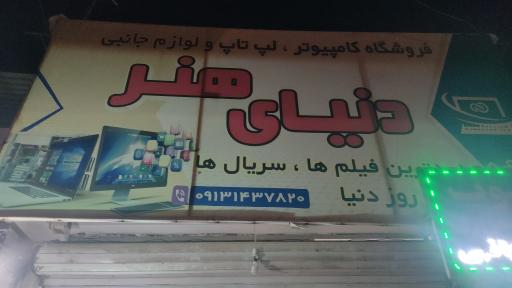 فروشگاه کامپیوتر ، لپ تاپ و لوازم جانبی
دنیای هنر
جدیدترین فیلم ها ، سریال ها
روز دنیا
۰۹۱۳۱۴۳۷۸۲۰